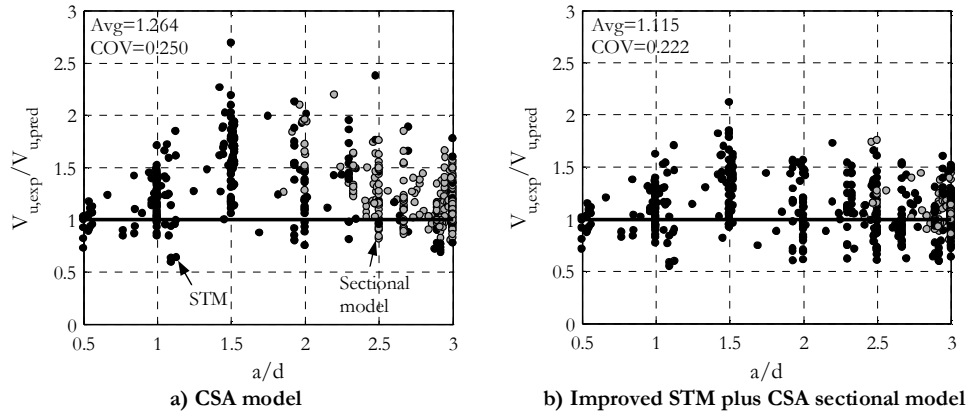 Avg=1.264
COV=0.250
V_u,exp/V_u,pred
3
2.5
2
1.5
1
0.5
0
0.5 1 1.5 2 2.5 3
a/d
STM
Sectional
model
a) CSA model
Avg=1.115
COV=0.222
V_u,exp/V_u,pred
3
2.5
2
1.5
1
0.5
0
0.5 1 1.5 2 2.5 3
a/d
b) Improved STM plus CSA sectional model